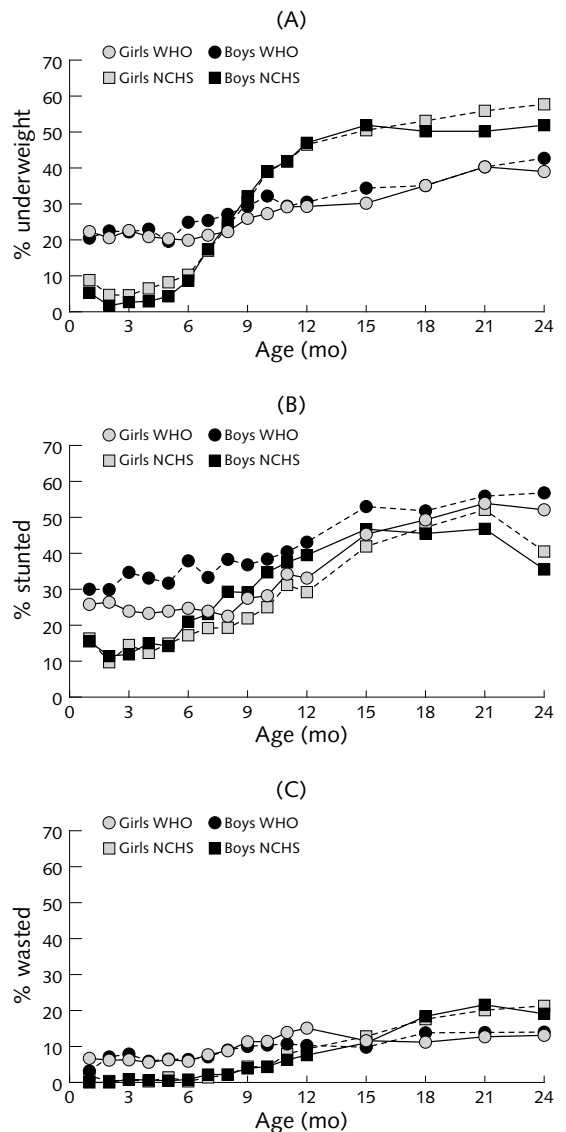 (A)
Girls WHO Boys WHO
Girls NCHS Boys NCHS
70
60
50
40
30
20
10
0
% underweight
0 3 6 9 12 15 18 21 24
Age (mo)
(B)
Girls WHO Boys WHO
Girls NCHS Boys NCHS
70
60
50
40
30
20
10
0
% stunted
0 3 6 9 12 15 18 21 24
Age (mo)
(C)
Girls WHO Boys WHO
Girls NCHS Boys NCHS
70
60
50
40
30
20
10
0
% wasted
0 3 6 9 12 15 18 21 24
Age (mo)